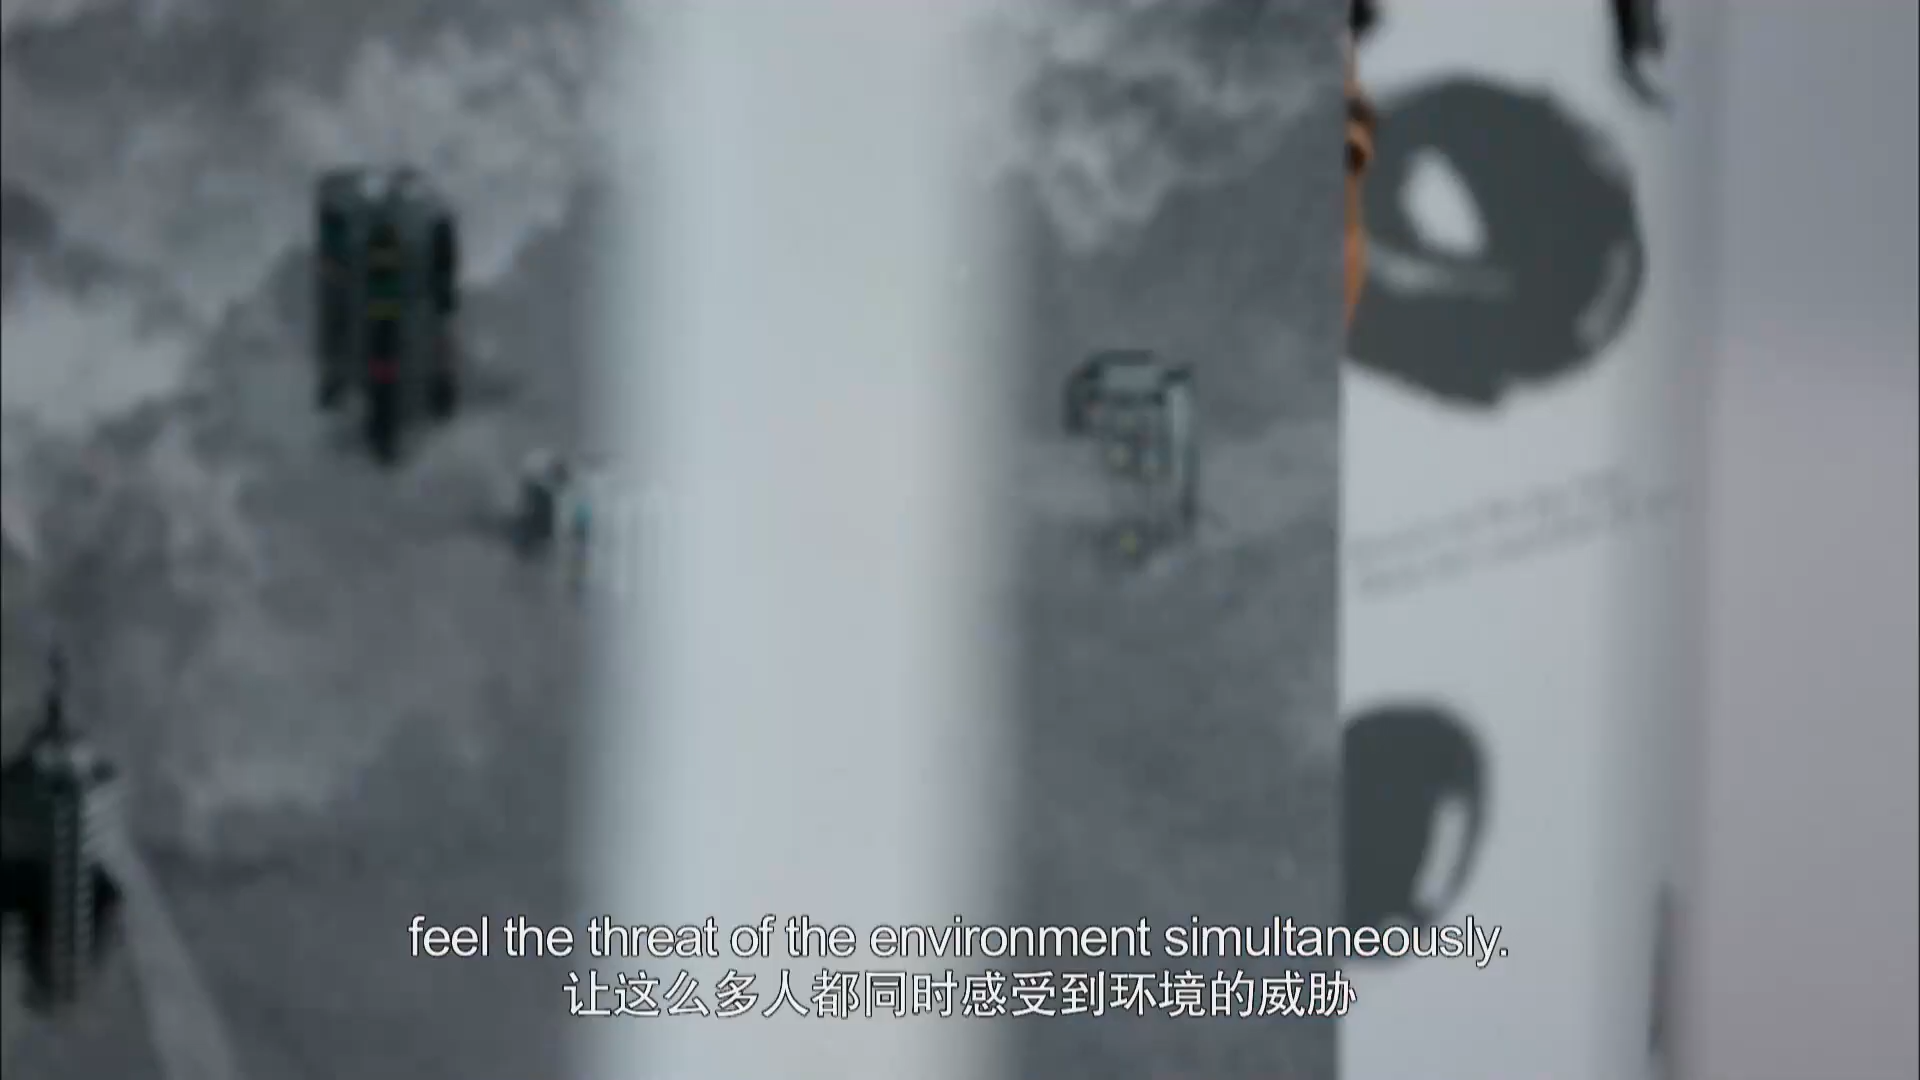 feel the threat of the environment simultaneously.
让这么多人都同时感受到环境的威胁